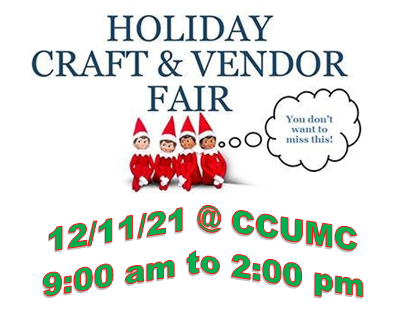 HOLIDAY
CRAFT & VENDOR
FAIR
You don't
want to
miss this!
12/11/21 @ CCUMC
9:00 am to 2:00 pm